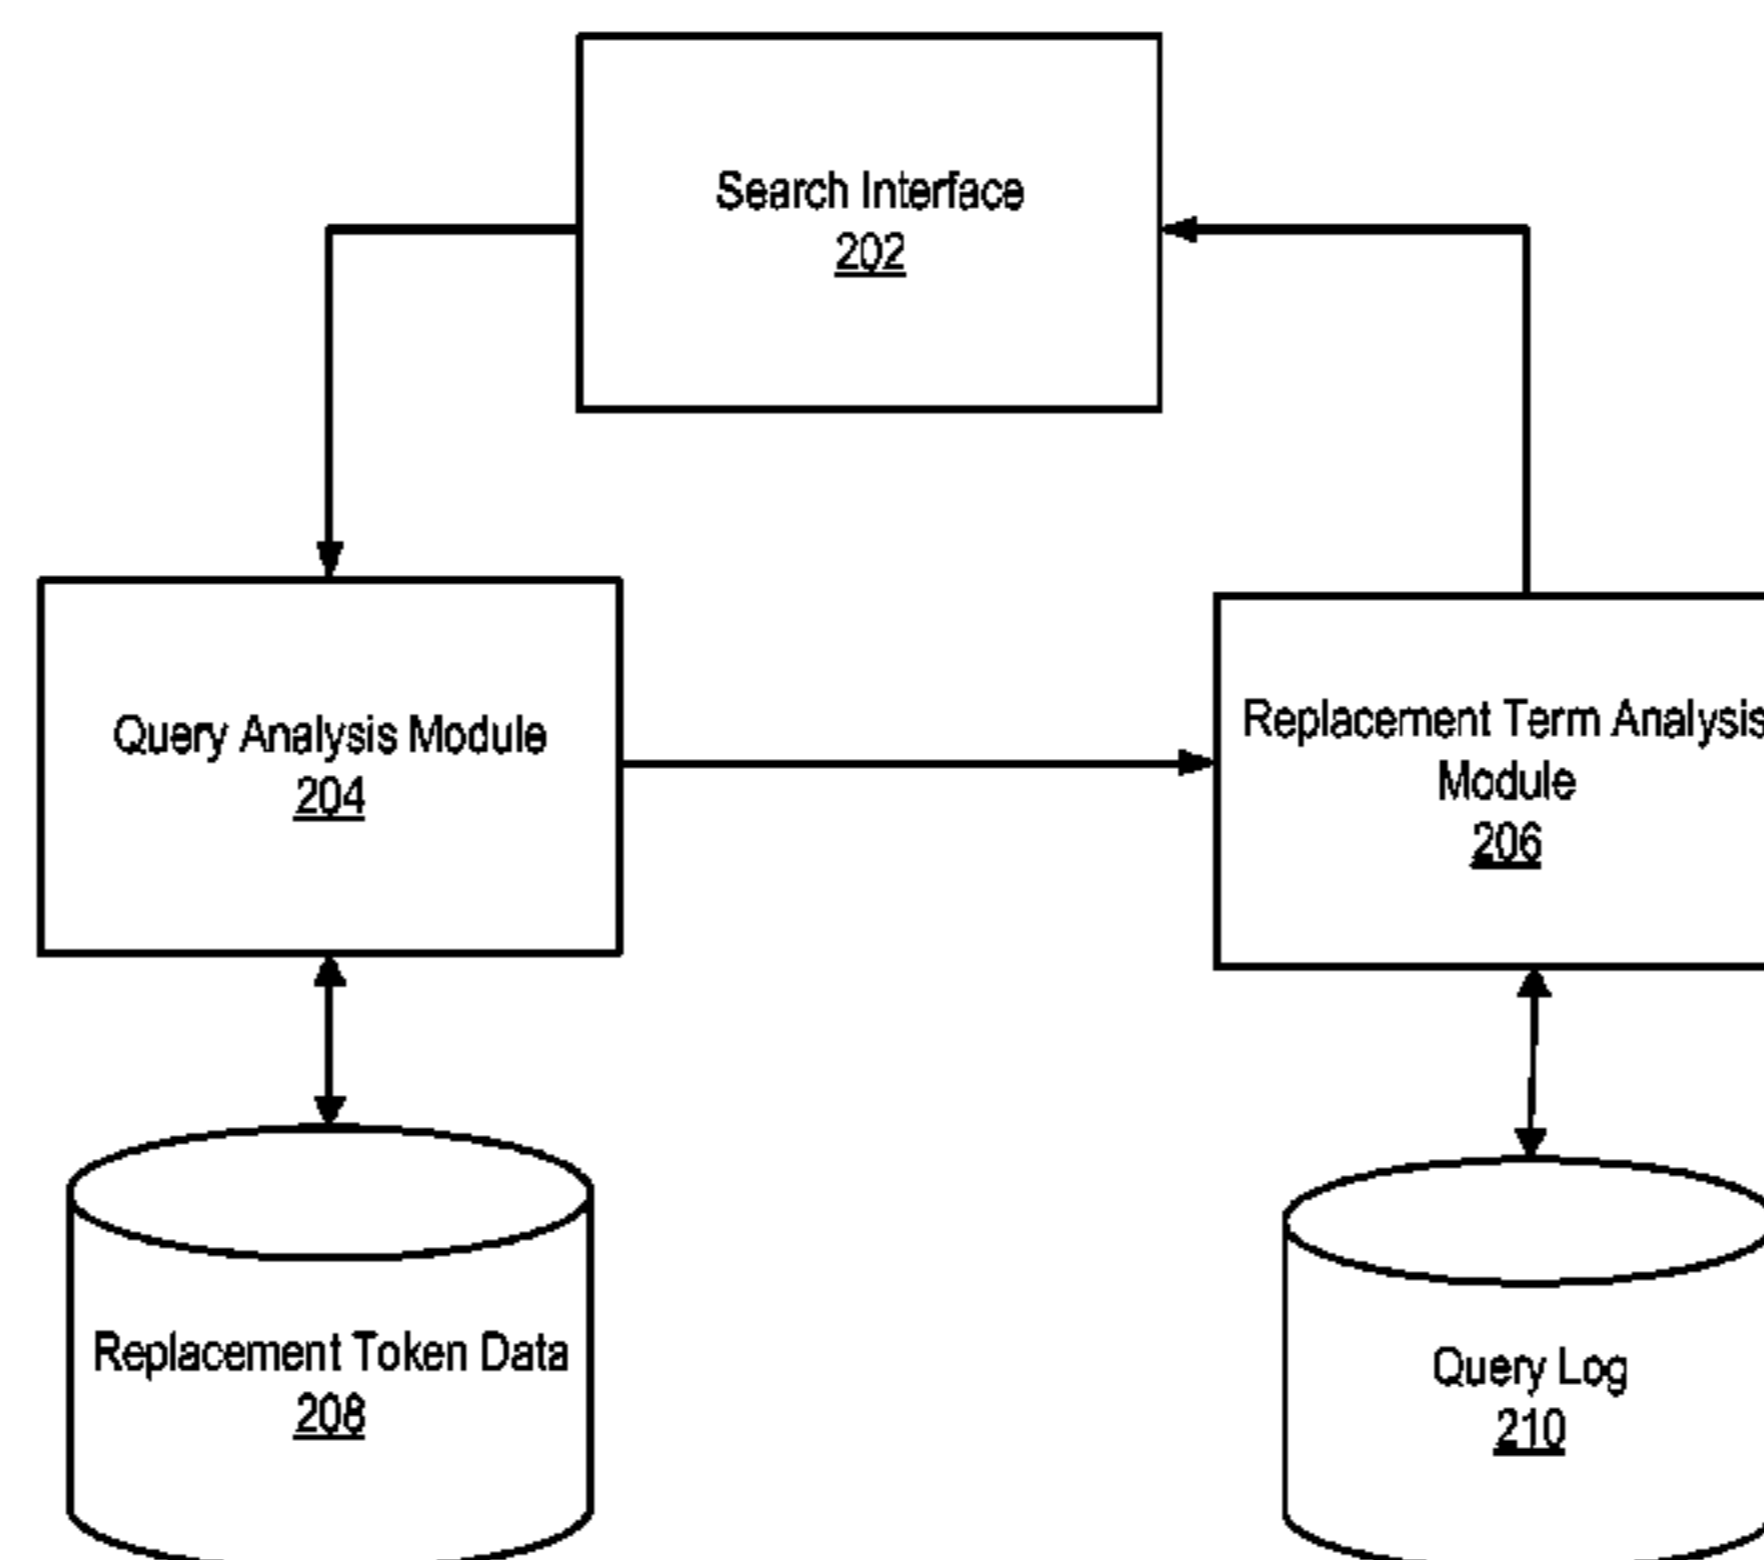 Search Interface
202
Query Analysis Module
204
Replacement Term Analysis
Module
206
Replacement Token Data
208
Query Log
210